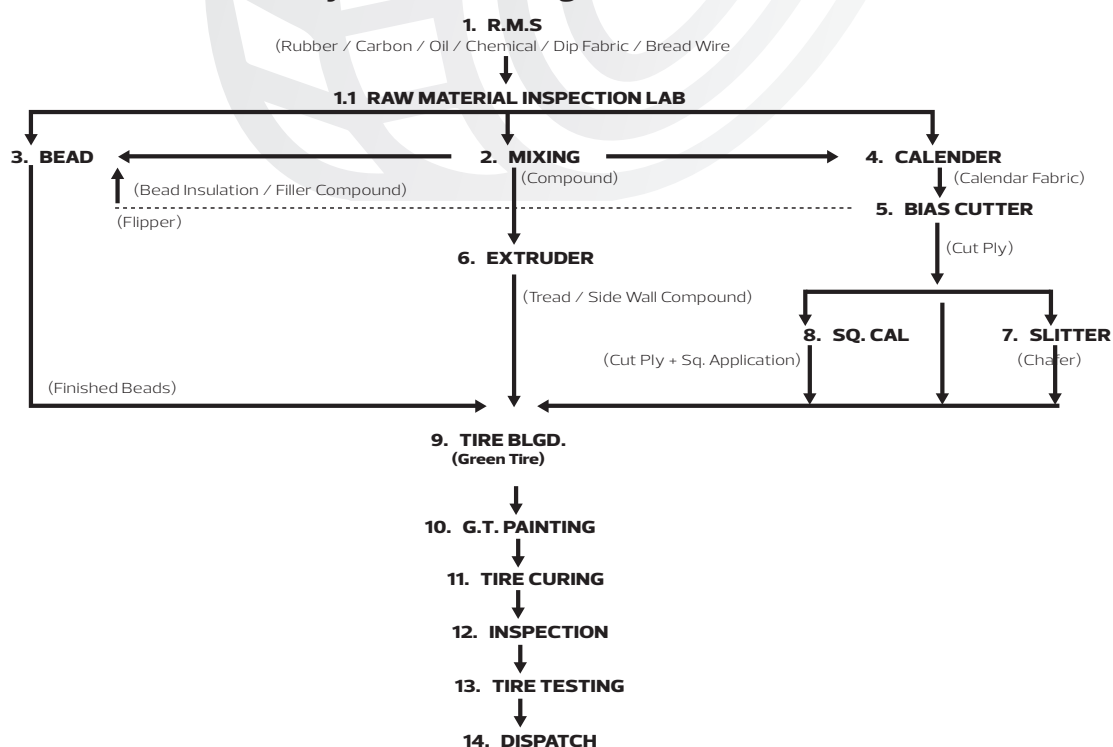 1. R.M.S
(Rubber / Carbon / Oil / Chemical / Dip Fabric / Bread Wire
1.1 RAW MATERIAL INSPECTION LAB
3. BEAD
2. MIXING
4. CALENDER
(Compound)
(Calendar Fabric)
(Bead Insulation / Filler Compound)
(Flipper)
5. BIAS CUTTER
(Cut Ply)
6. EXTRUDER
(Tread / Side Wall Compound)
8. SQ. CAL
7. SLITTER
(Cut Ply + Sq. Application)
(Chafer)
(Finished Beads)
9. TIRE BLGD.
(Green Tire)
10. G.T. PAINTING
11. TIRE CURING
12. INSPECTION
13. TIRE TESTING
14. DISPATCH